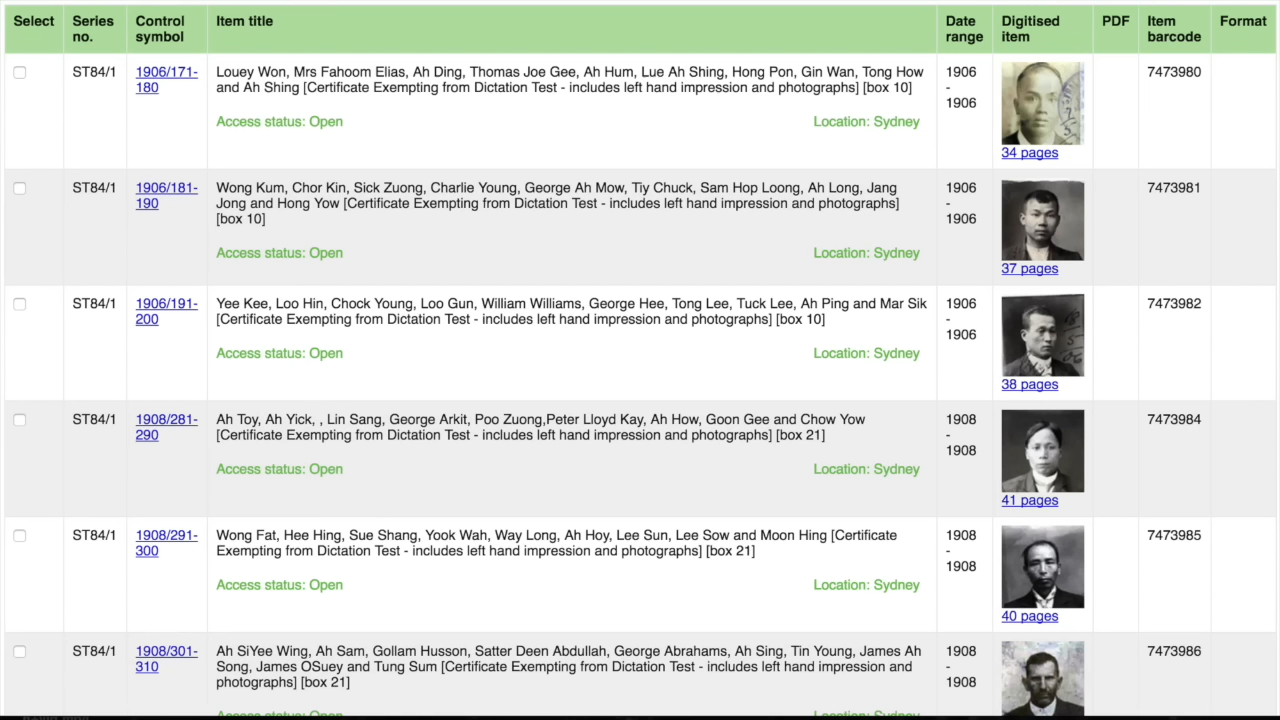 Select Series no. Control symbol Item title Date range Digitised item PDF Item barcode Format
ST84/1
1906/171-
180
Louey Won, Mrs Fahoom Elias, Ah Ding, Thomas Joe Gee, Ah Hum, Lue Ah Shing, Hong Pon, Gin Wan, Tong How
and Ah Shing [Certificate Exempting from Dictation Test - includes left hand impression and photographs] [box 10]
Access status: Open
Location: Sydney
1906
-
1906
34 pages
7473980
ST84/1
1906/181-
190
Wong Kum, Chor Kin, Sick Zuong, Charlie Young, George Ah Mow, Tiy Chuck, Sam Hop Loong, Ah Long, Jang
Jong and Hong Yow [Certificate Exempting from Dictation Test - includes left hand impression and photographs]
[box 10]
Access status: Open
Location: Sydney
1906
-
1906
37 pages
7473981
ST84/1
1906/191-
200
Yee Kee, Loo Hin, Chock Young, Loo Gun, William Williams, George Hee, Tong Lee, Tuck Lee, Ah Ping and Mar Sik
[Certificate Exempting from Dictation Test - includes left hand impression and photographs] [box 10]
Access status: Open
Location: Sydney
1906
-
1906
38 pages
7473982
ST84/1
1908/281-
290
Ah Toy, Ah Yick, , Lin Sang, George Arkit, Poo Zuong,Peter Lloyd Kay, Ah How, Goon Gee and Chow Yow
[Certificate Exempting from Dictation Test - includes left hand impression and photographs] [box 21]
Access status: Open
Location: Sydney
1908
-
1908
41 pages
7473984
ST84/1
1908/291-
300
Wong Fat, Hee Hing, Sue Shang, Yook Wah, Way Long, Ah Hoy, Lee Sun, Lee Sow and Moon Hing [Certificate
Exempting from Dictation Test - includes left hand impression and photographs] [box 21]
Access status: Open
Location: Sydney
1908
-
1908
40 pages
7473985
ST84/1
1908/301-
310
Ah SiYee Wing, Ah Sam, Gollam Husson, Satter Deen Abdullah, George Abrahams, Ah Sing, Tin Young, James Ah
Song, James OSuey and Tung Sum [Certificate Exempting from Dictation Test - includes left hand impression and
photographs] [box 21]
Access status: Open
Location: Sydney
1908
-
1908
7473986